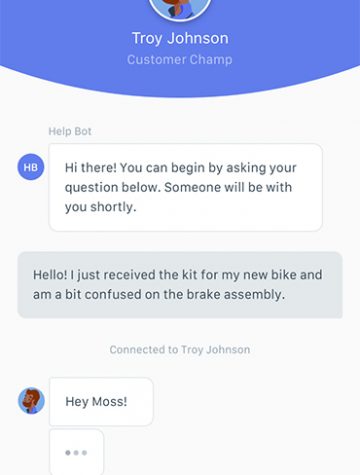 Troy Johnson
Customer Champ
Help Bot
HB
Hi there! You can begin by asking your
question below. Someone will be with
you shortly.
Hello! I just received the kit for my new bike and
am a bit confused on the brake assembly.
Connected to Troy Johnson
Hey Moss!